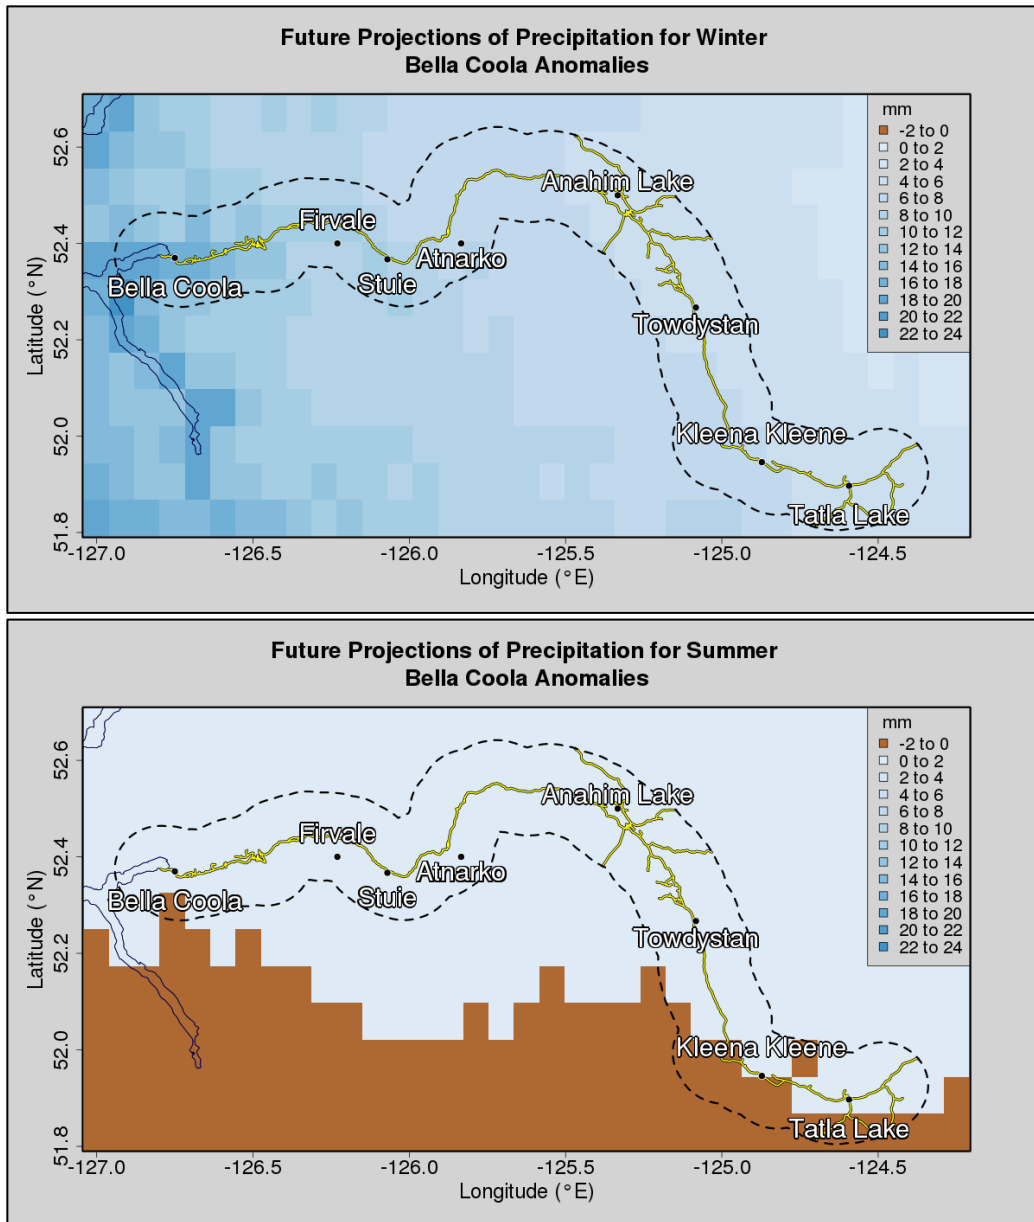 Future Projections of Precipitation for Winter
Bella Coola Anomalies
mm
-2 to 0
0 to 2
2 to 4
4 to 6
6 to 8
8 to 10
10 to 12
12 to 14
14 to 16
16 to 18
18 to 20
20 to 22
22 to 24
Anahim Lake
Firvale
Atnarko
Bella Coola
Stuie
Towdystan
Kleena Kleene
Tatla Lake
52.6
52.4
52.2
52.0
51.8
Latitude (°N)
-127.0 -126.5 -126.0 -125.5 -125.0 -124.5
Longitude (°E)
Future Projections of Precipitation for Summer
Bella Coola Anomalies
mm
-2 to 0
0 to 2
2 to 4
4 to 6
6 to 8
8 to 10
10 to 12
12 to 14
14 to 16
16 to 18
18 to 20
20 to 22
22 to 24
Anahim Lake
Firvale
Atnarko
Bella Coola
Stuie
Towdystan
Kleena Kleene
Tatla Lake
52.6
52.4
52.2
52.0
51.8
Latitude (°N)
-127.0 -126.5 -126.0 -125.5 -125.0 -124.5
Longitude (°E)